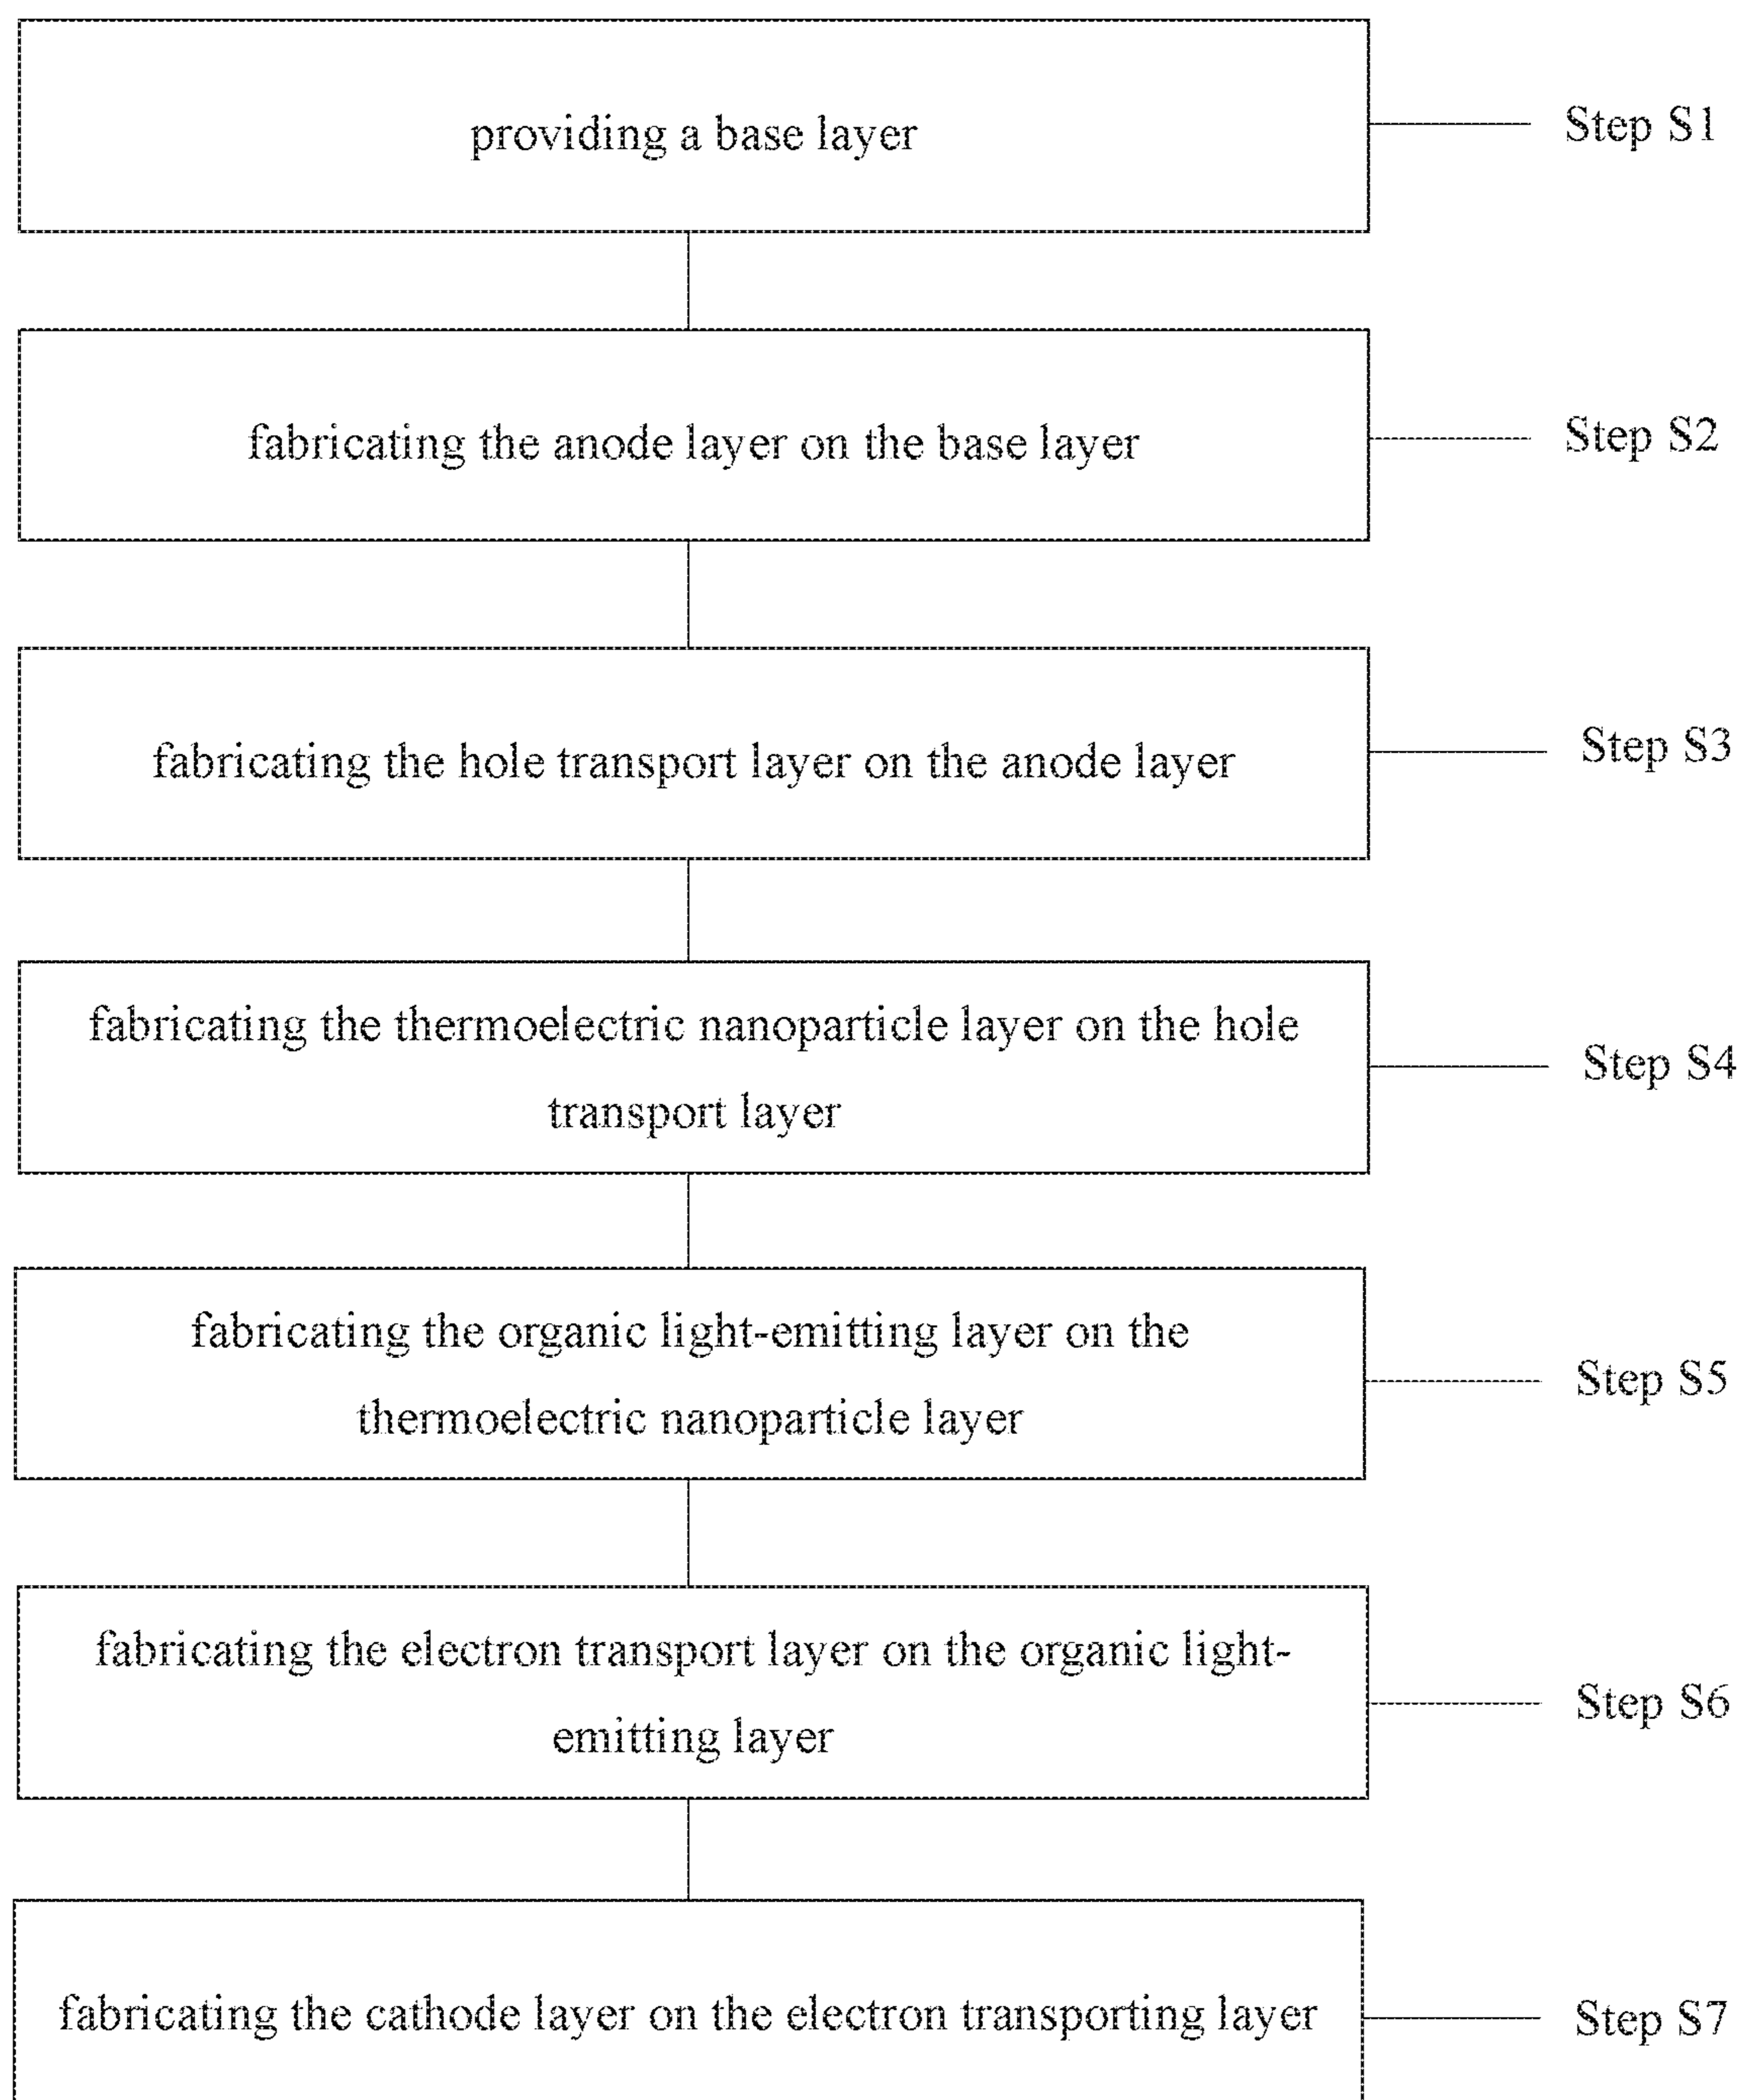 providing a base layer
Step S1
fabricating the anode layer on the base layer
Step S2
fabricating the hole transport layer on the anode layer
Step S3
fabricating the thermoelectric nanoparticle layer on the hole
transport layer
Step S4
fabricating the organic light-emitting layer on the
thermoelectric nanoparticle layer
Step S5
fabricating the electron transport layer on the organic light-
emitting layer
Step S6
fabricating the cathode layer on the electron transporting layer
Step S7